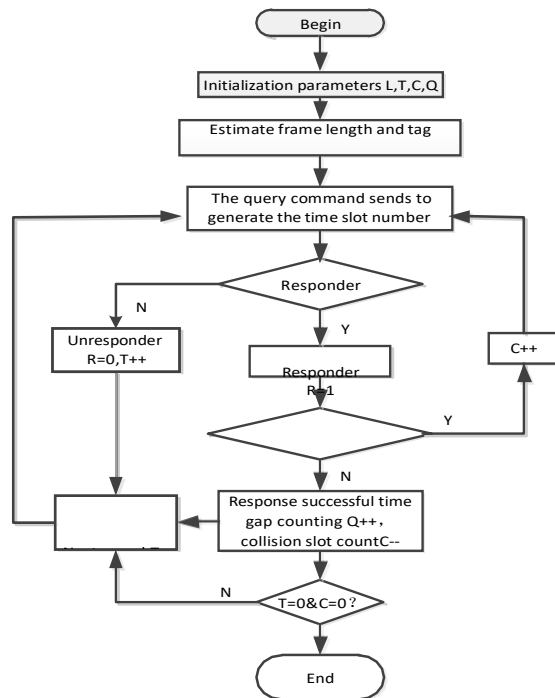 Begin
Initialization parameters L,T,C,Q
Estimate frame length and tag
The query command sends to
generate the time slot number
Responder
N
Y
Unresponder
R=0,T++
Responder
R=1
C++
Y
N
Response successful time
gap counting Q++,
collision slot countC--
N
T=0&C=0?
End